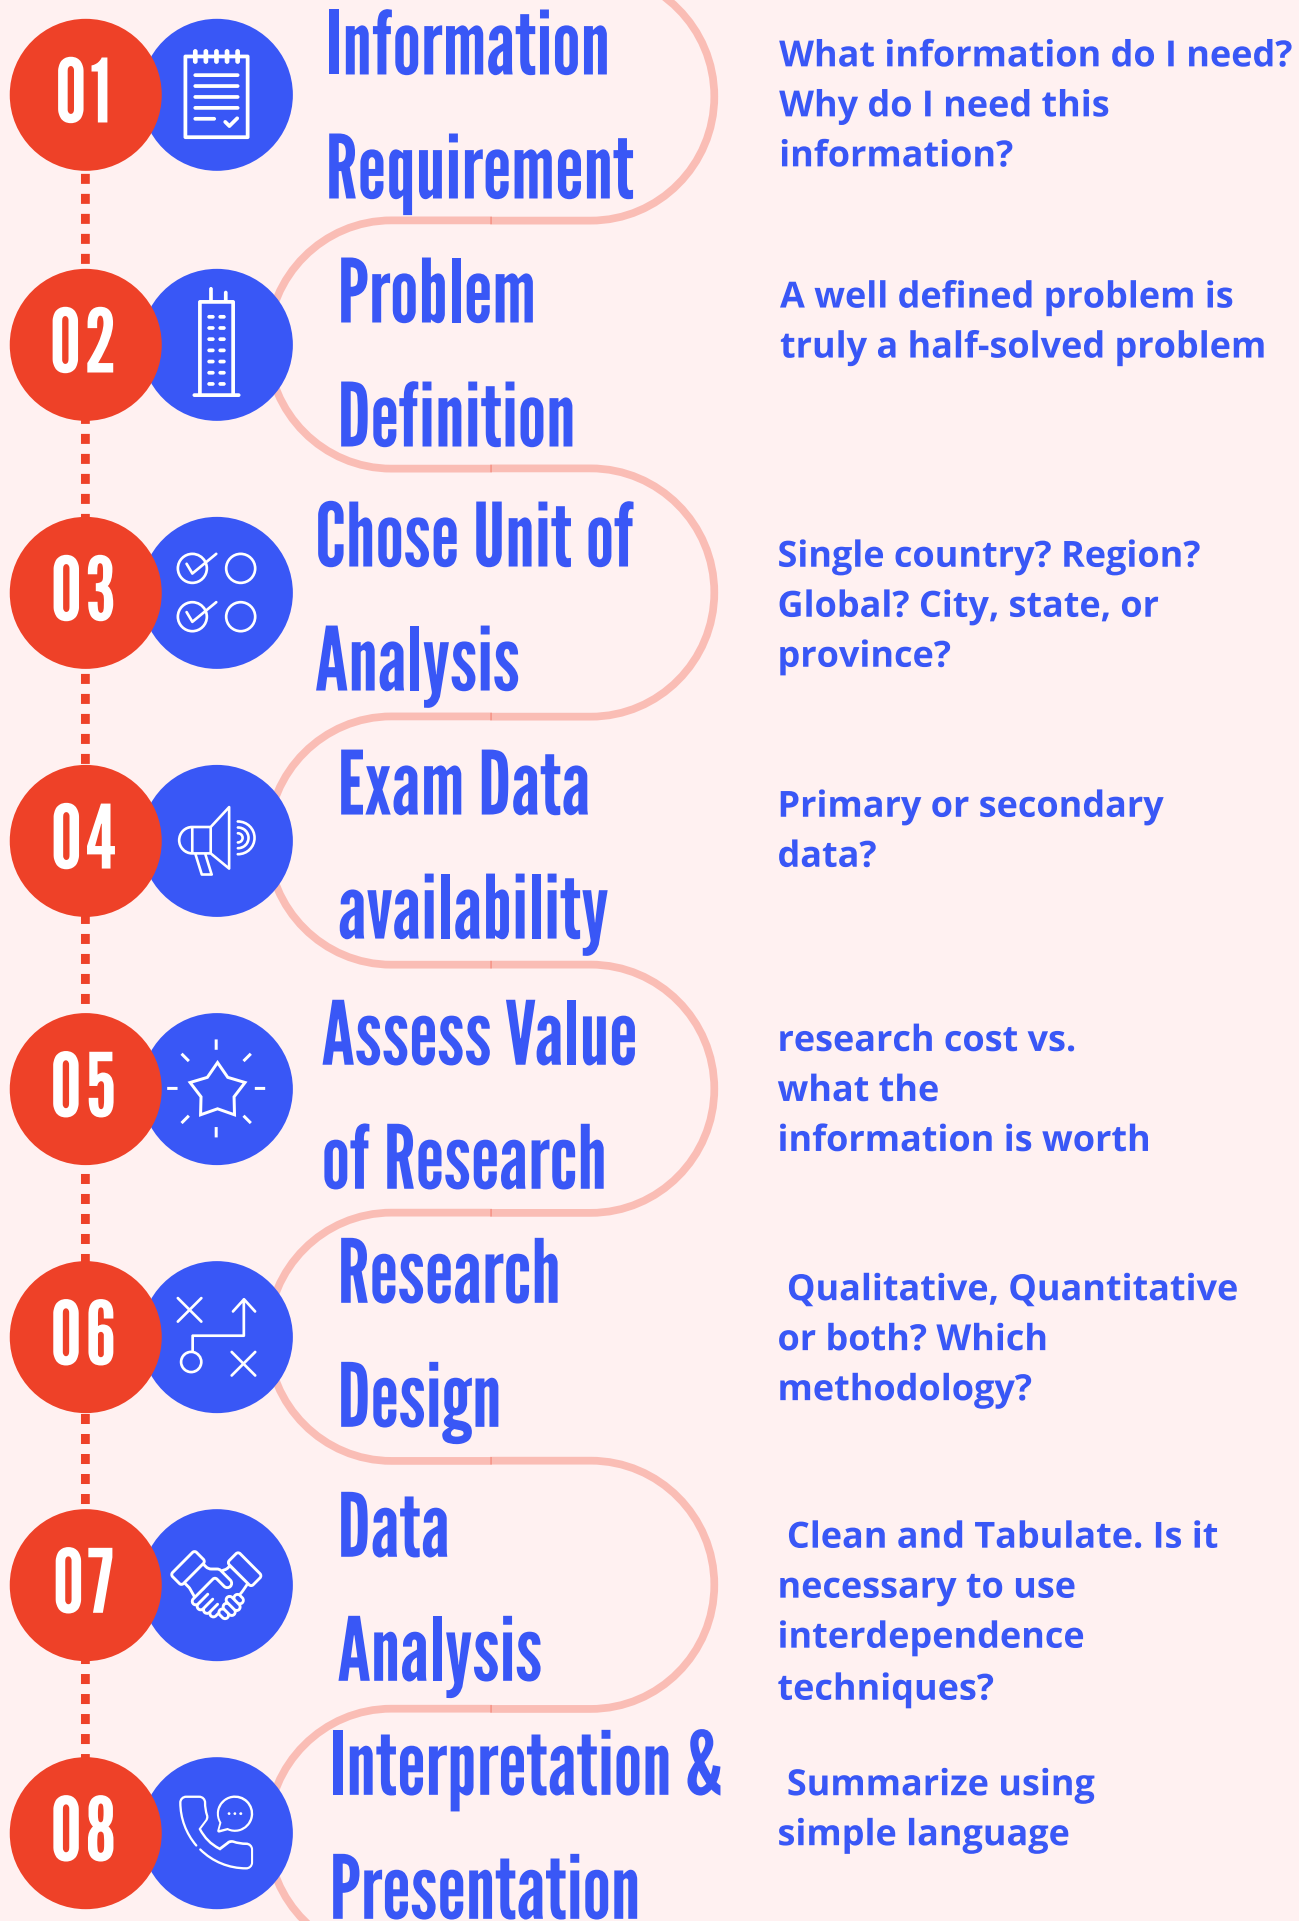 01
Information
Requirement
What information do I need?
Why do I need this
information?
02
Problem
Definition
A well defined problem is
truly a half-solved problem
03
Chose Unit of
Analysis
Single country? Region?
Global? City, state, or
province?
04
Exam Data
availability
Primary or secondary
data?
05
Assess Value
of Research
research cost vs.
what the
information is worth
06
Research
Design
Qualitative, Quantitative
or both? Which
methodology?
07
Data
Analysis
Clean and Tabulate. Is it
necessary to use
interdependence
techniques?
08
Interpretation &
Presentation
Summarize using
simple language